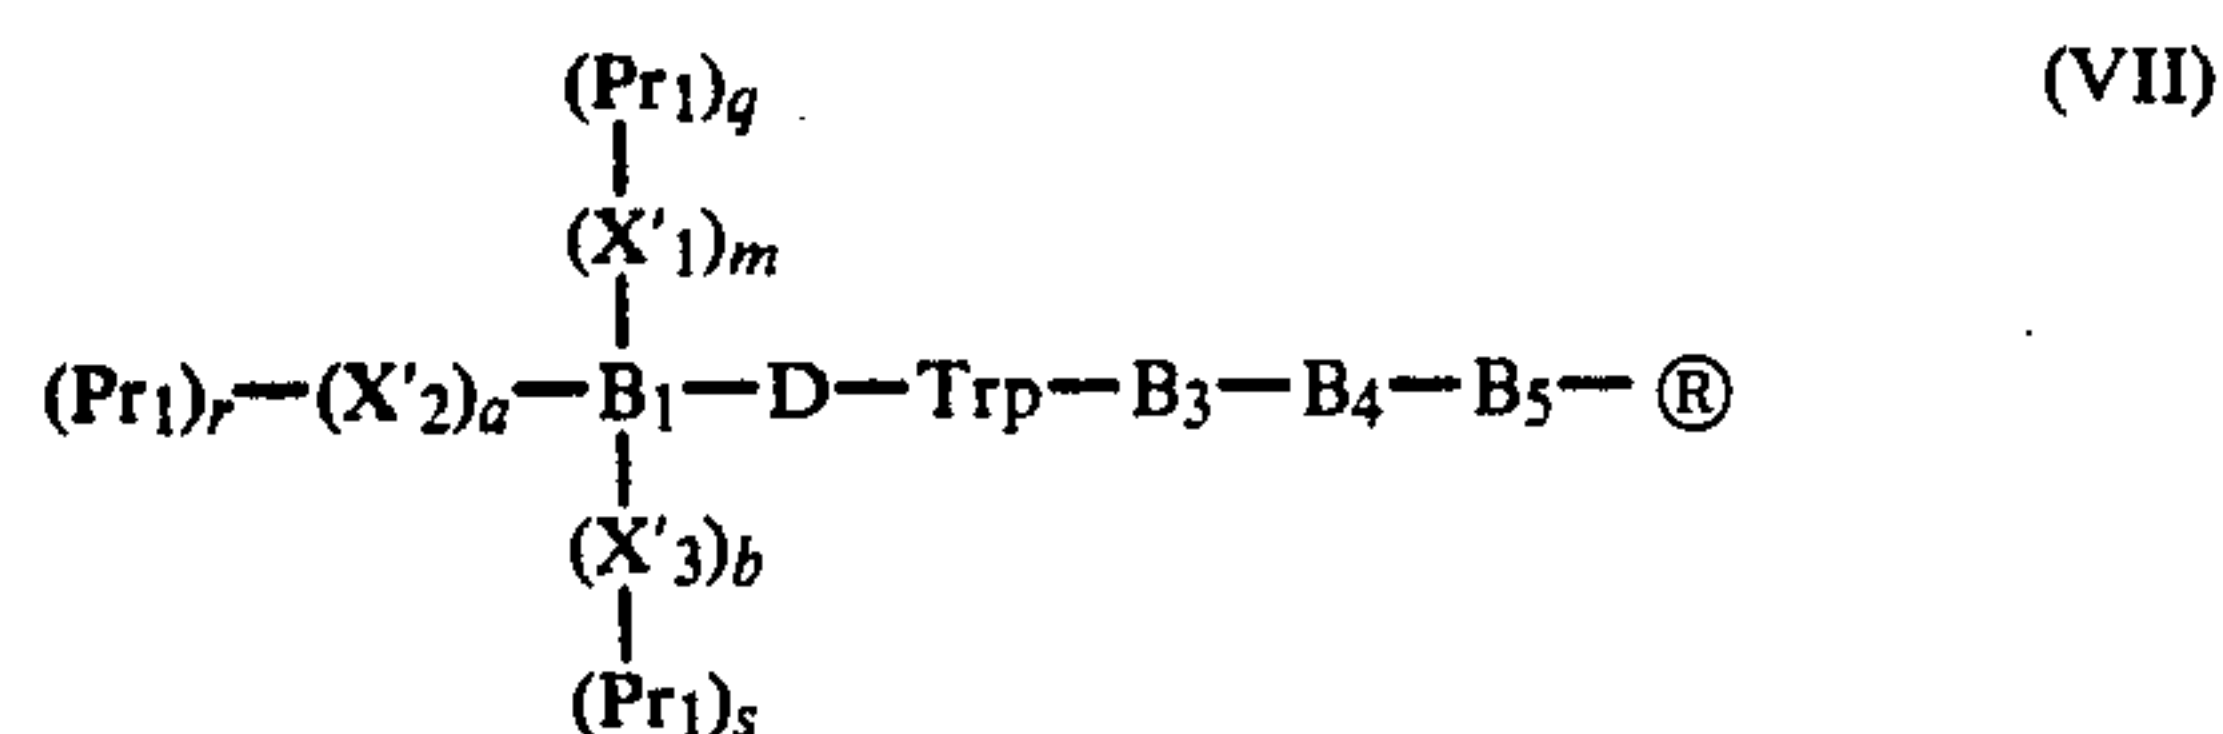 (Pr1)q (VII)
(X'1)m
(Pr1)r—(X'2)a—B1—D—Trp—B3—B4—B5—Ⓡ
(X'3)b
(Pr1)s